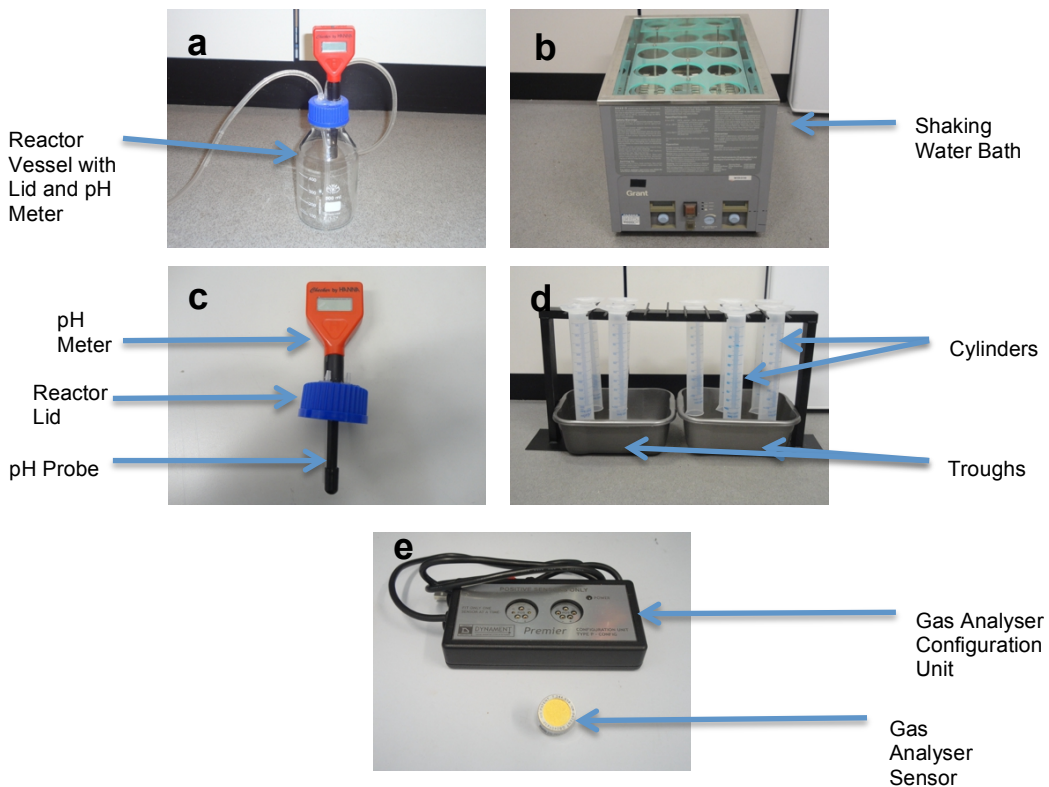 a
b
Reactor
Vessel with
Lid and pH
Meter
Shaking
Water Bath
Grant
c
d
pH
Meter
Reactor
Lid
pH Probe
Cylinders
Troughs
e
Premier
Gas Analyser
Configuration
Unit
Gas
Analyser
Sensor